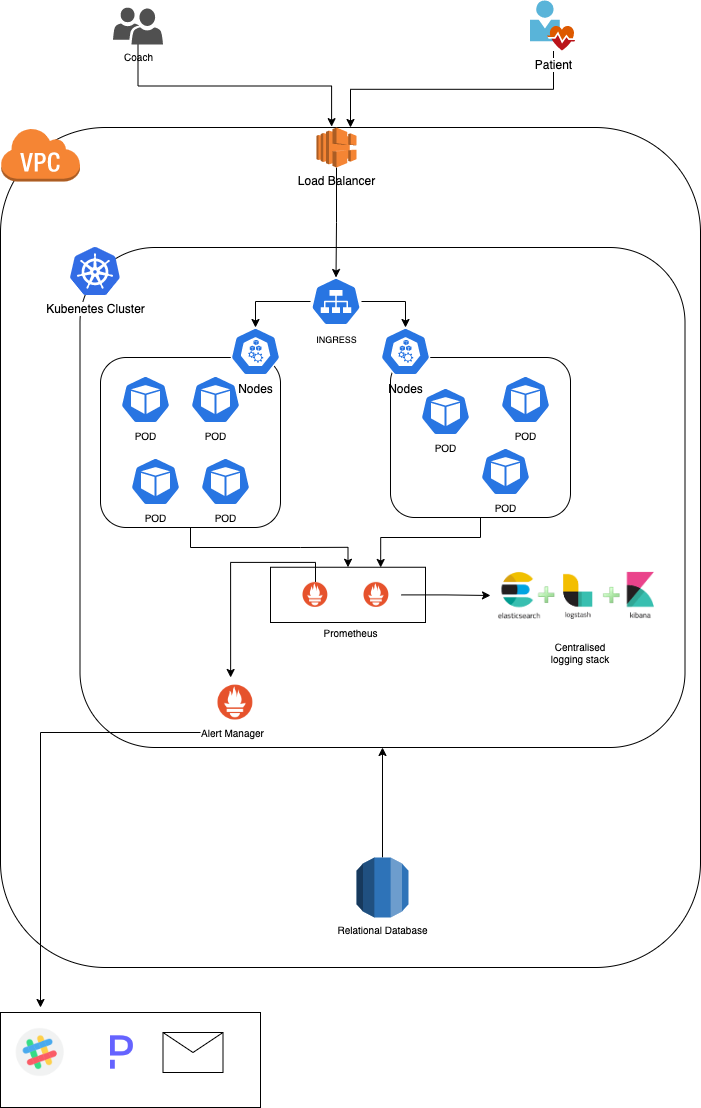 Coach
Patient
VPC
Load Balancer
Kubenetes Cluster
INGRESS
Nodes
Nodes
POD
POD
POD
POD
POD
POD
POD
elasticsearch
logstash
kibana
Prometheus
Centralised
logging stack
Alert Manager
Relational Database